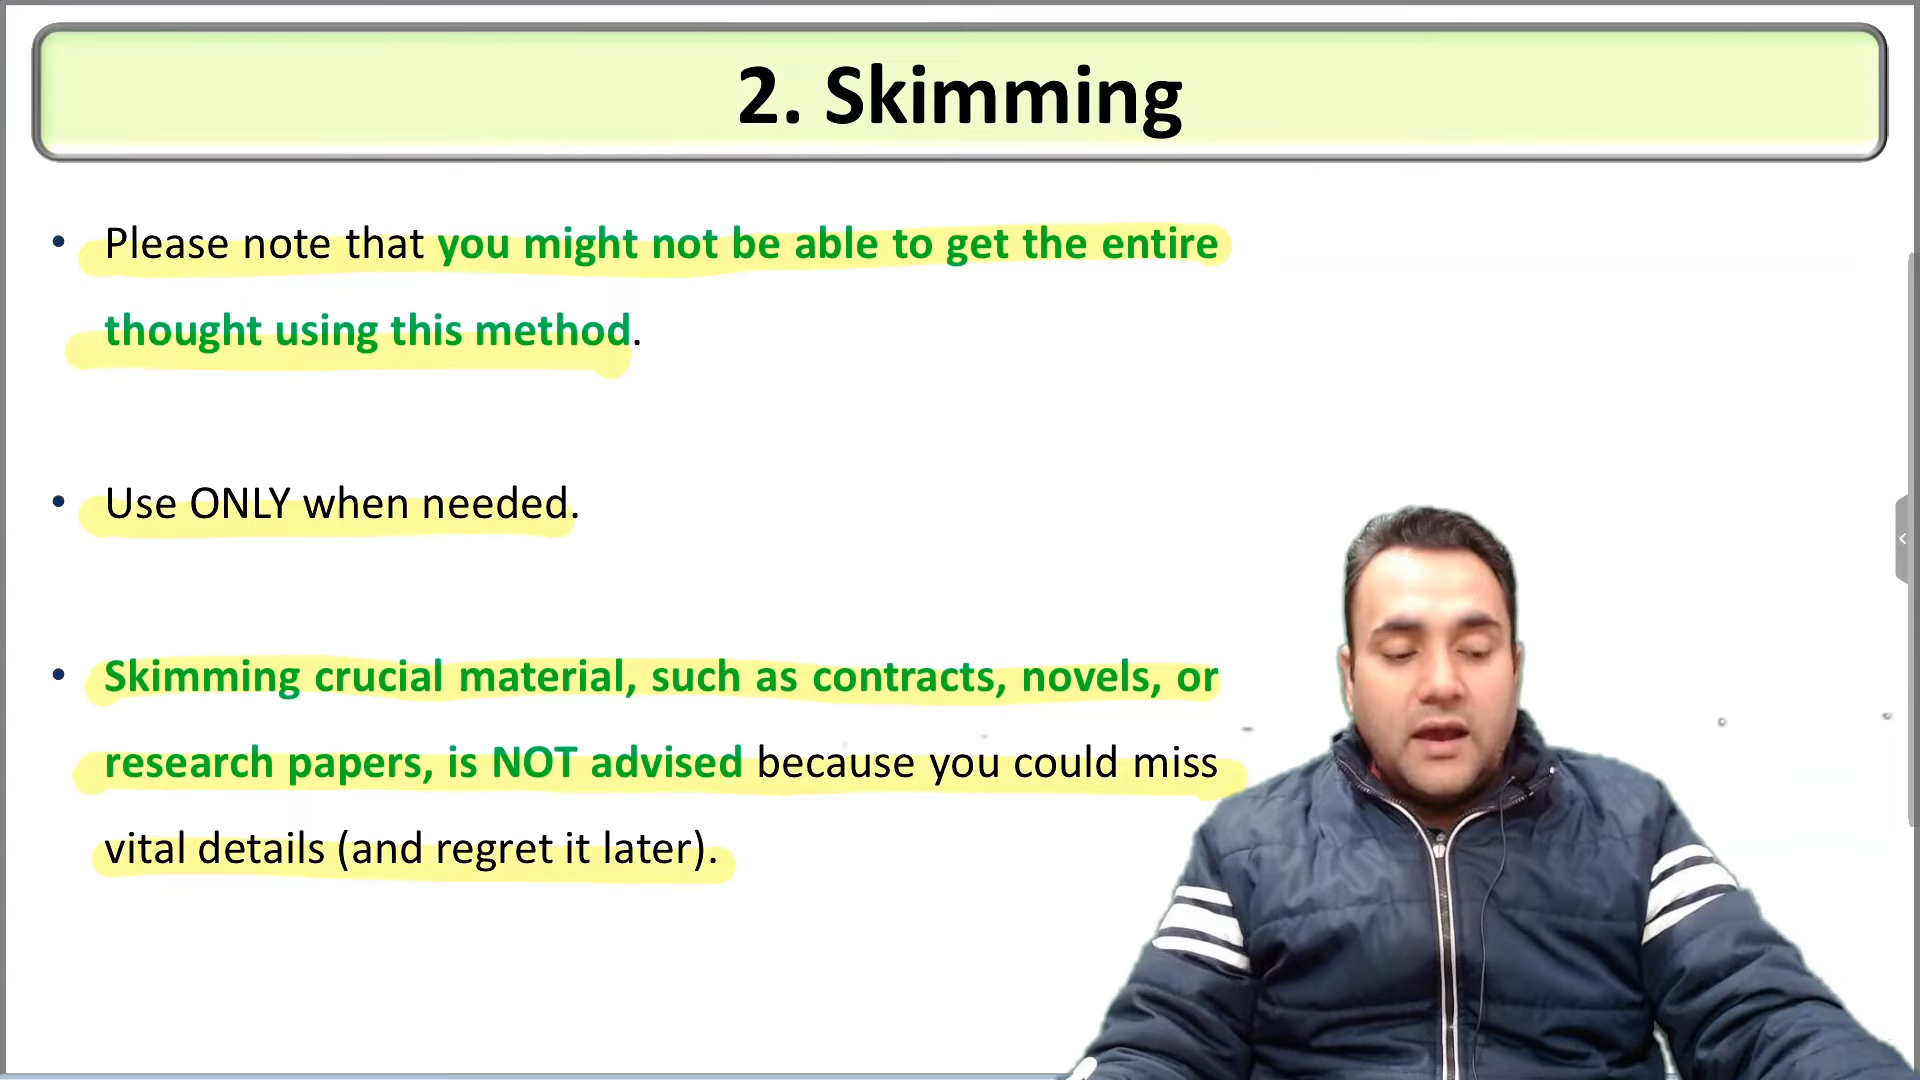 2. Skimming
• Please note that you might not be able to get the entire
thought using this method.
• Use ONLY when needed.
• Skimming crucial material, such as contracts, novels, or
research papers, is NOT advised because you could miss
vital details (and regret it later).